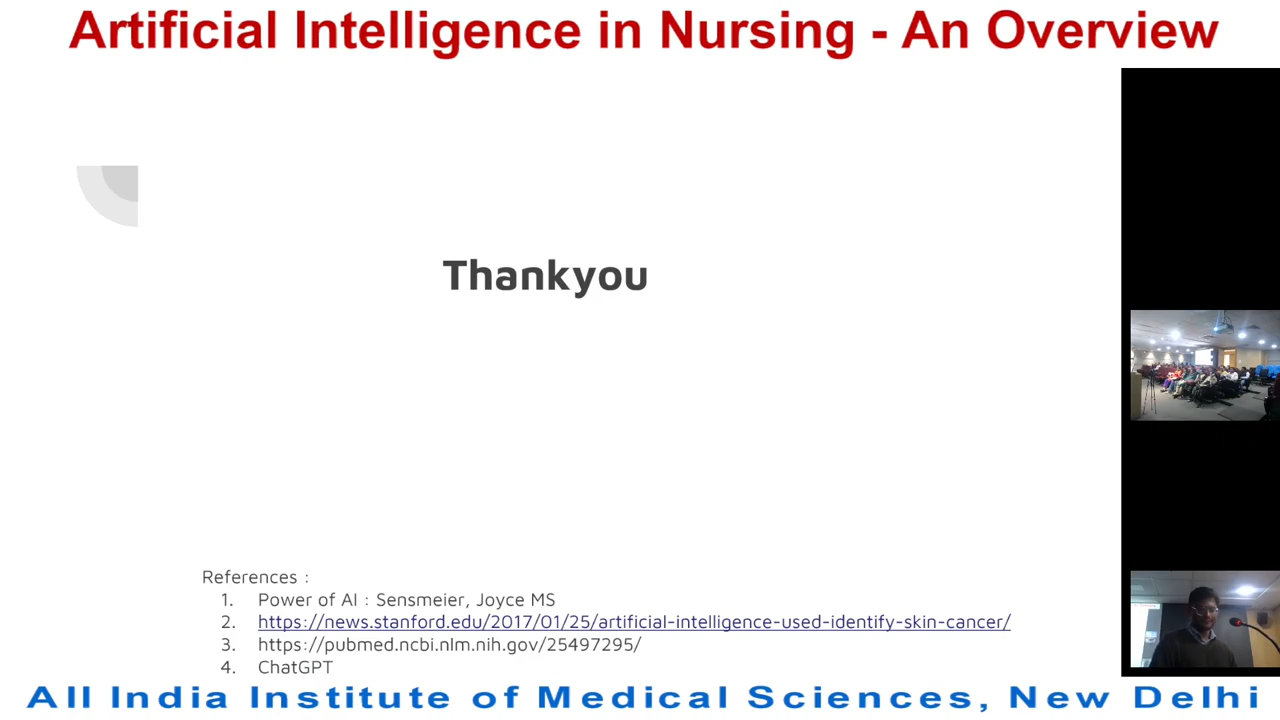 Artificial Intelligence in Nursing - An Overview
Thankyou
References :
1. Power of AI : Sensmeier, Joyce MS
2. https://news.stanford.edu/2017/01/25/artificial-intelligence-used-identify-skin-cancer/
3. https://pubmed.ncbi.nlm.nih.gov/25497295/
4. ChatGPT
All India Institute of Medical Sciences, New Delhi